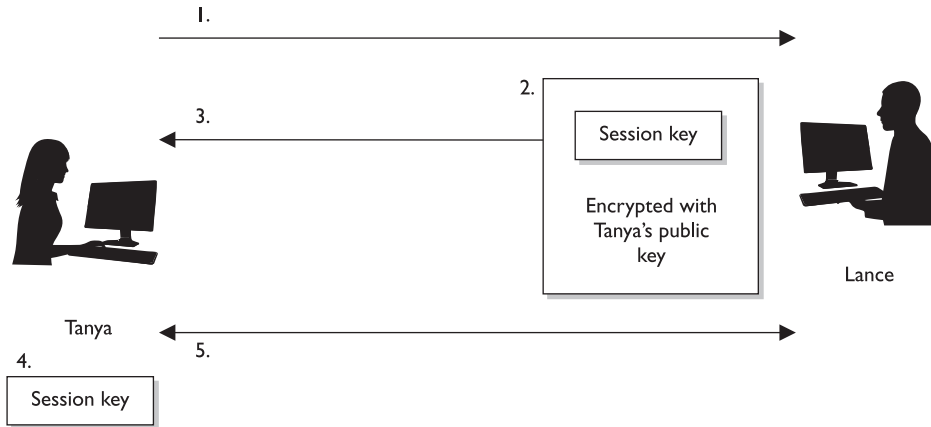 1.
2.
3.
Session key
Encrypted with
Tanya's public
key
Lance
Tanya
5.
4.
Session key